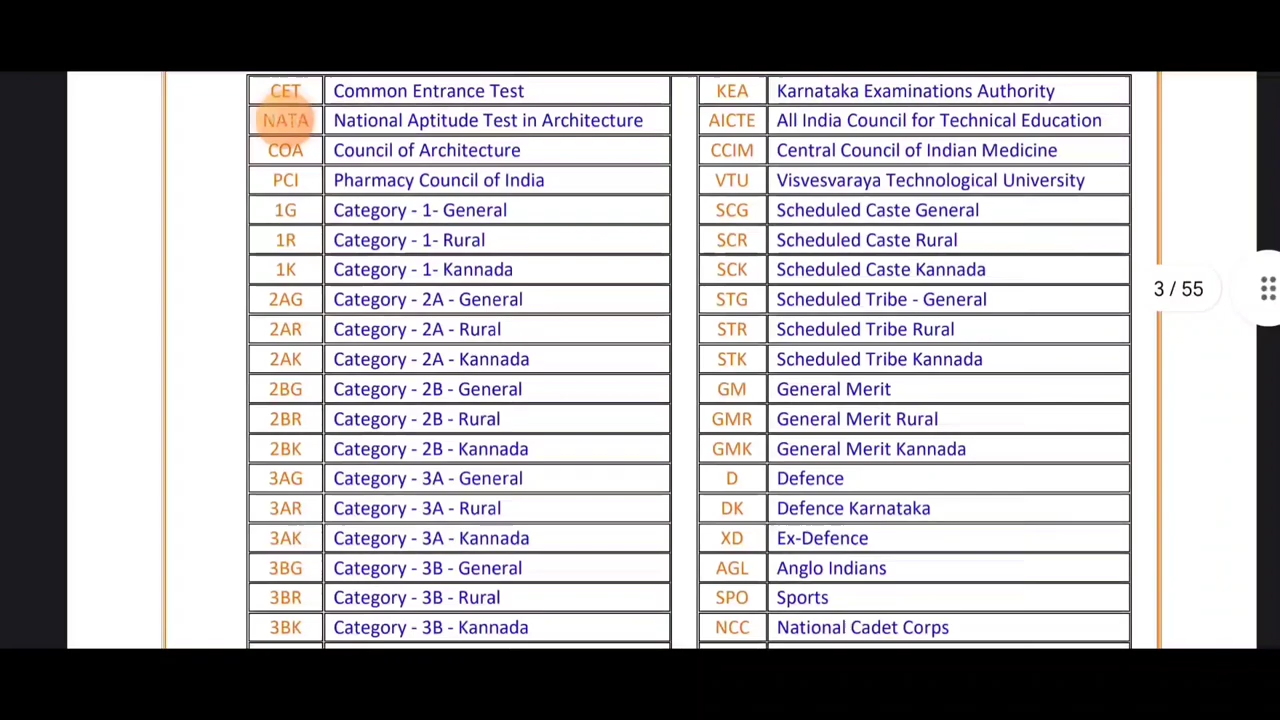 CET Common Entrance Test KEA Karnataka Examinations Authority
NATA National Aptitude Test in Architecture AICTE All India Council for Technical Education
COA Council of Architecture CCIM Central Council of Indian Medicine
PCI Pharmacy Council of India VTU Visvesvaraya Technological University
1G Category - 1- General SCG Scheduled Caste General
1R Category - 1- Rural SCR Scheduled Caste Rural
1K Category - 1- Kannada SCK Scheduled Caste Kannada
2AG Category - 2A - General STG Scheduled Tribe - General
2AR Category - 2A - Rural STR Scheduled Tribe Rural
2AK Category - 2A - Kannada STK Scheduled Tribe Kannada
2BG Category - 2B - General GM General Merit
2BR Category - 2B - Rural GMR General Merit Rural
2BK Category - 2B - Kannada GMK General Merit Kannada
3AG Category - 3A - General D Defence
3AR Category - 3A - Rural DK Defence Karnataka
3AK Category - 3A - Kannada XD Ex-Defence
3BG Category - 3B - General AGL Anglo Indians
3BR Category - 3B - Rural SPO Sports
3BK Category - 3B - Kannada NCC National Cadet Corps
3 / 55